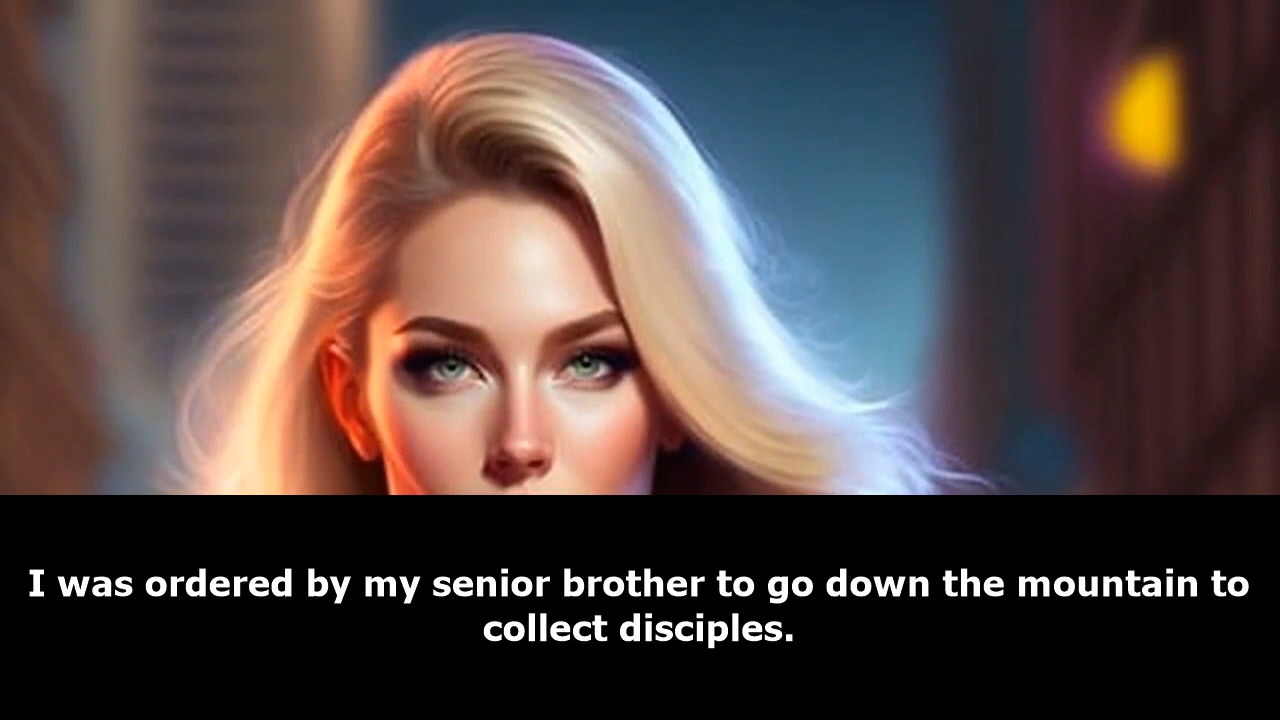 I was ordered by my senior brother to go down the mountain to
collect disciples.